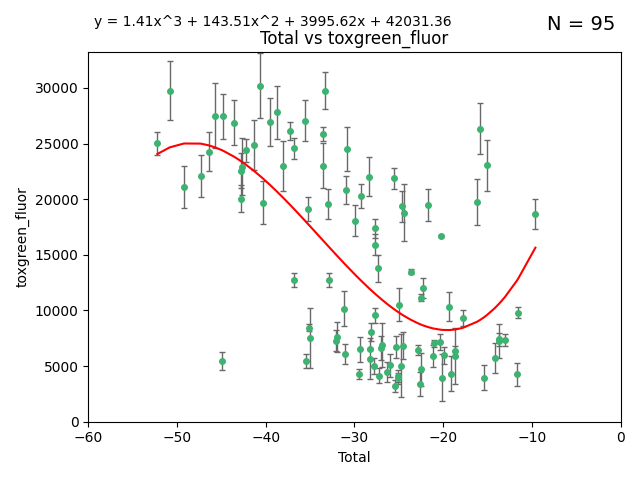 y = 1.41x^3 + 143.51x^2 + 3995.62x + 42031.36
N = 95
Total vs toxgreen_fluor
30000
25000
20000
15000
10000
5000
0
toxgreen_fluor
−60 −50 −40 −30 −20 −10 0
Total